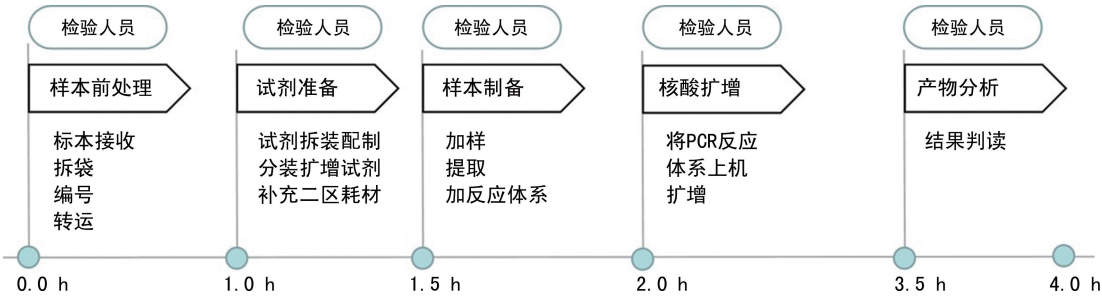 检验人员
检验人员
检验人员
检验人员
检验人员
样本前处理
试剂准备
样本制备
核酸扩增
产物分析
标本接收
拆袋
编号
转运
试剂拆装配制
分装扩增试剂
补充二区耗材
加样
提取
加反应体系
将PCR反应
体系上机
扩增
结果判读
0.0 h
1.0 h
1.5 h
2.0 h
3.5 h
4.0 h